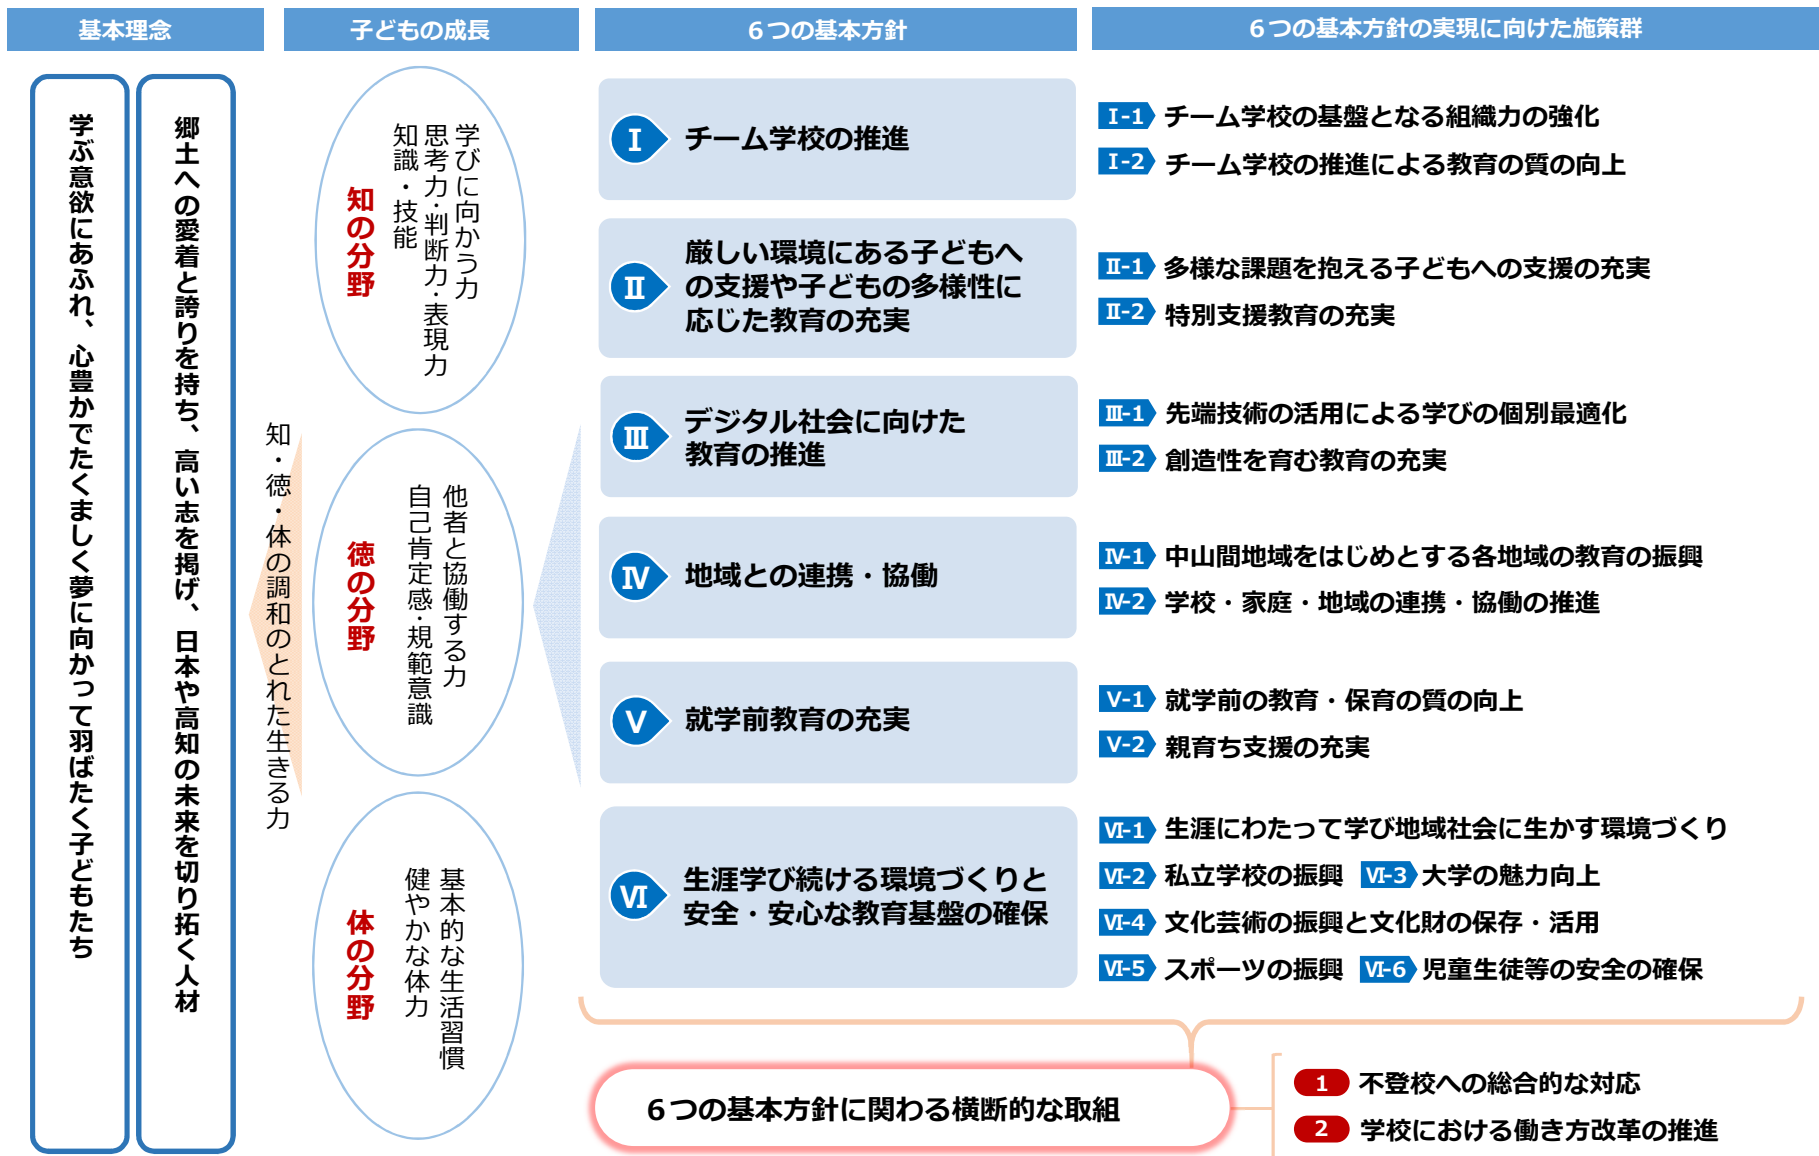 基本理念
子どもの成長
6つの基本方針
6つの基本方針の実現に向けた施策群
郷土への愛着と誇りを持ち、高い志を掲げ、日本や高知の未来を切り拓く人材
学ぶ意欲にあふれ、心豊かでたくましく夢に向かって羽ばたく子どもたち
知・徳・体の調和のとれた生きる力
学びに向かう力
思考力・判断力・表現力
知識・技能
知の分野
他者と協働する力
自己肯定感・規範意識
徳の分野
基本的な生活習慣
健やかな体力
体の分野
Ⅰ チーム学校の推進
Ⅰ-1 チーム学校の基盤となる組織力の強化
Ⅰ-2 チーム学校の推進による教育の質の向上
Ⅱ 厳しい環境にある子どもへ
の支援や子どもの多様性に
応じた教育の充実
Ⅱ-1 多様な課題を抱える子どもへの支援の充実
Ⅱ-2 特別支援教育の充実
Ⅲ デジタル社会に向けた
教育の推進
Ⅲ-1 先端技術の活用による学びの個別最適化
Ⅲ-2 創造性を育む教育の充実
Ⅳ 地域との連携・協働
Ⅳ-1 中山間地域をはじめとする各地域の教育の振興
Ⅳ-2 学校・家庭・地域の連携・協働の推進
Ⅴ 就学前教育の充実
Ⅴ-1 就学前の教育・保育の質の向上
Ⅴ-2 親育ち支援の充実
Ⅵ 生涯学び続ける環境づくりと
安全・安心な教育基盤の確保
Ⅵ-1 生涯にわたって学び地域社会に生かす環境づくり
Ⅵ-2 私立学校の振興 Ⅵ-3 大学の魅力向上
Ⅵ-4 文化芸術の振興と文化財の保存・活用
Ⅵ-5 スポーツの振興 Ⅵ-6 児童生徒等の安全の確保
6つの基本方針に関わる横断的な取組
1 不登校への総合的な対応
2 学校における働き方改革の推進